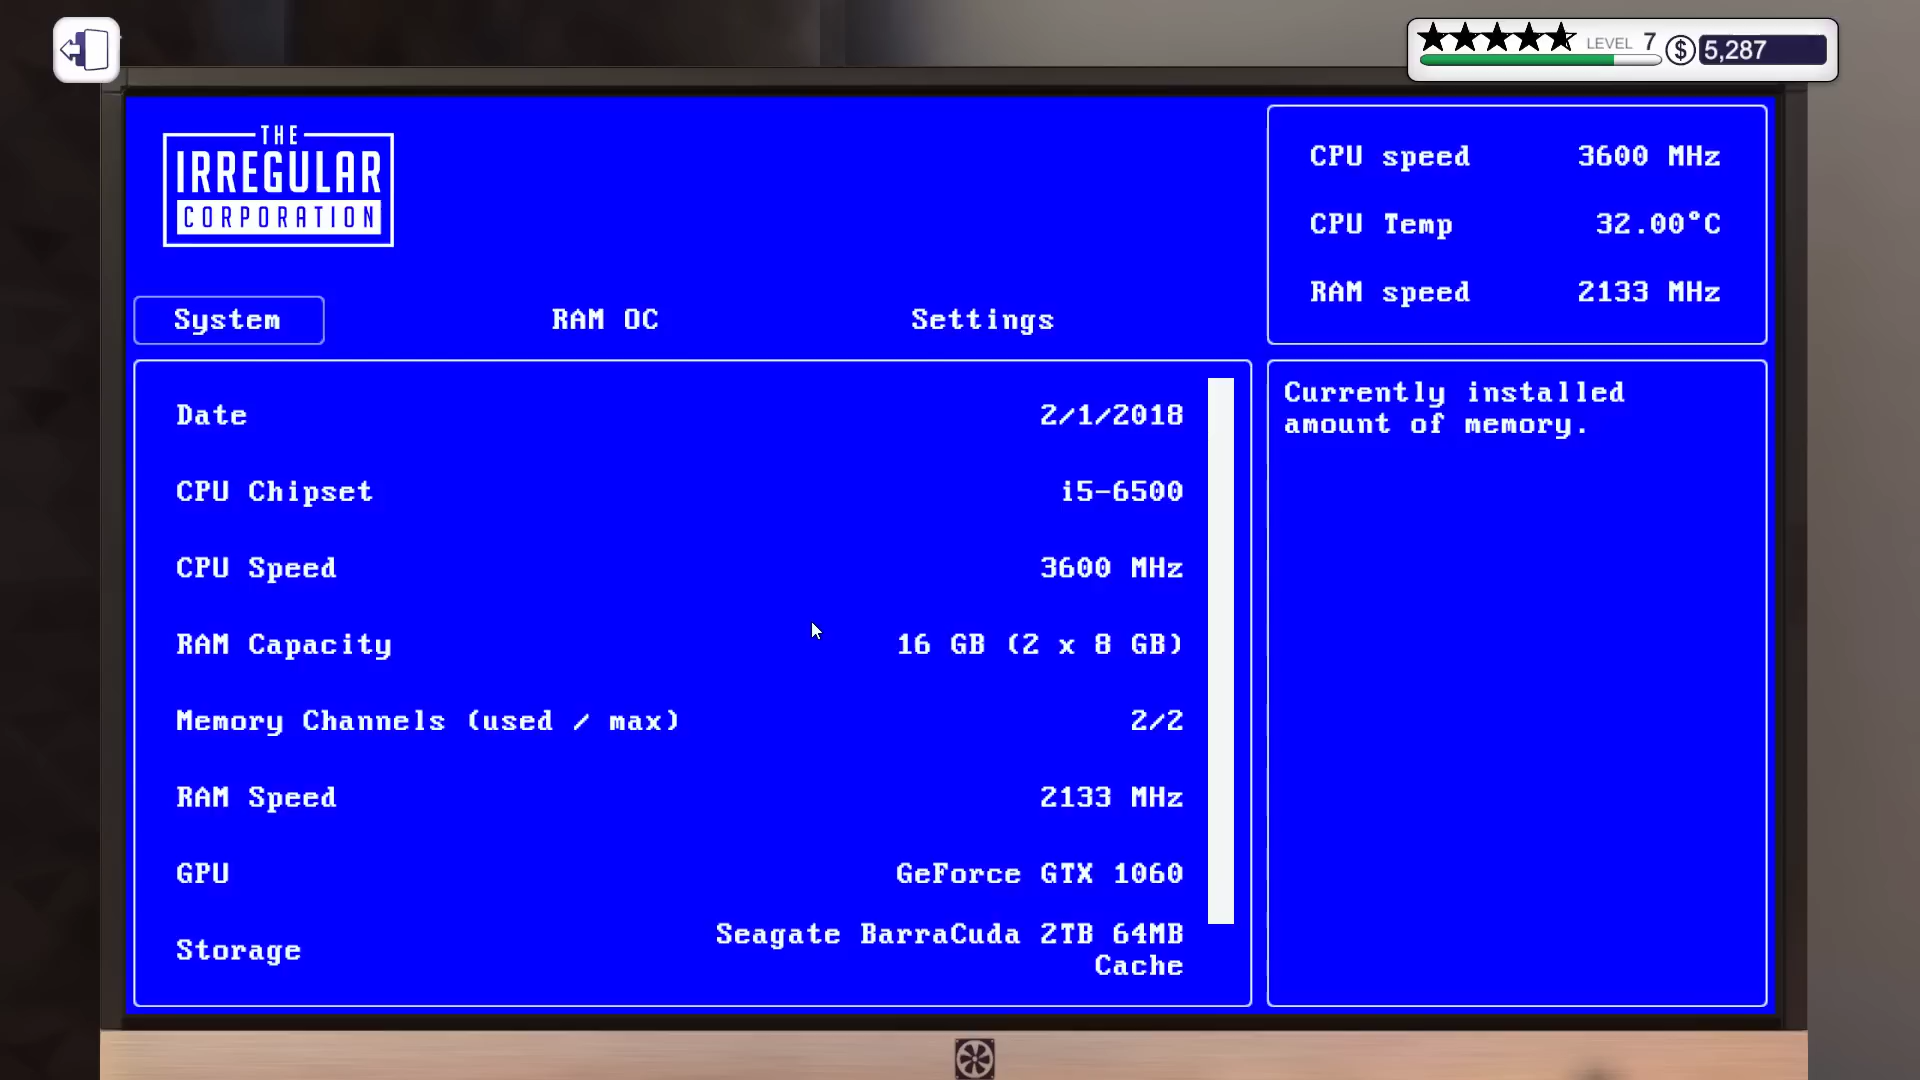 LEVEL 7
$ 5,287
THE
IRREGULAR
CORPORATION
CPU speed 3600 MHz
CPU Temp 32.00°C
RAM speed 2133 MHz
System RAM OC Settings
Date 2/1/2018
CPU Chipset i5-6500
CPU Speed 3600 MHz
RAM Capacity 16 GB (2 x 8 GB)
Memory Channels (used / max) 2/2
RAM Speed 2133 MHz
GPU GeForce GTX 1060
Storage Seagate BarraCuda 2TB 64MB
Cache
Currently installed
amount of memory.